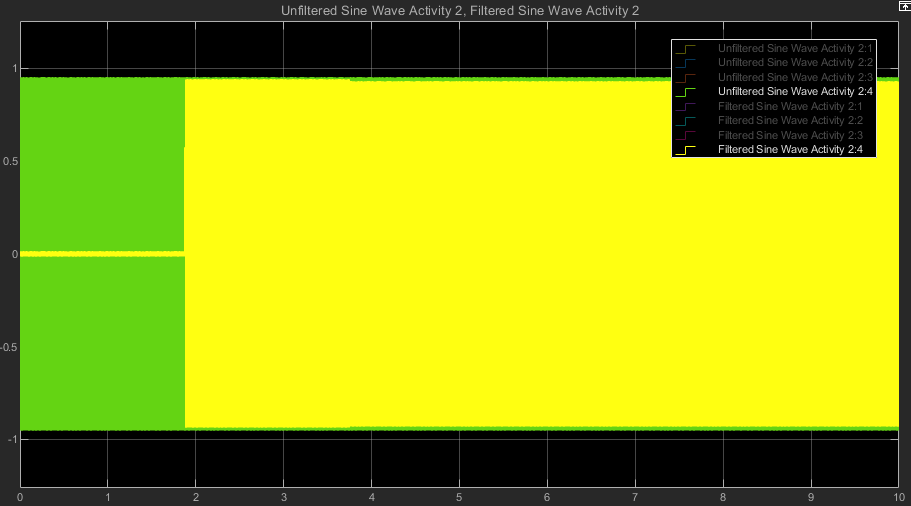 Unfiltered Sine Wave Activity 2, Filtered Sine Wave Activity 2
Unfiltered Sine Wave Activity 2:1
Unfiltered Sine Wave Activity 2:2
Unfiltered Sine Wave Activity 2:3
Unfiltered Sine Wave Activity 2:4
Filtered Sine Wave Activity 2:1
Filtered Sine Wave Activity 2:2
Filtered Sine Wave Activity 2:3
Filtered Sine Wave Activity 2:4
1
0.5
0
-0.5
-1
0 1 2 3 4 5 6 7 8 9 10